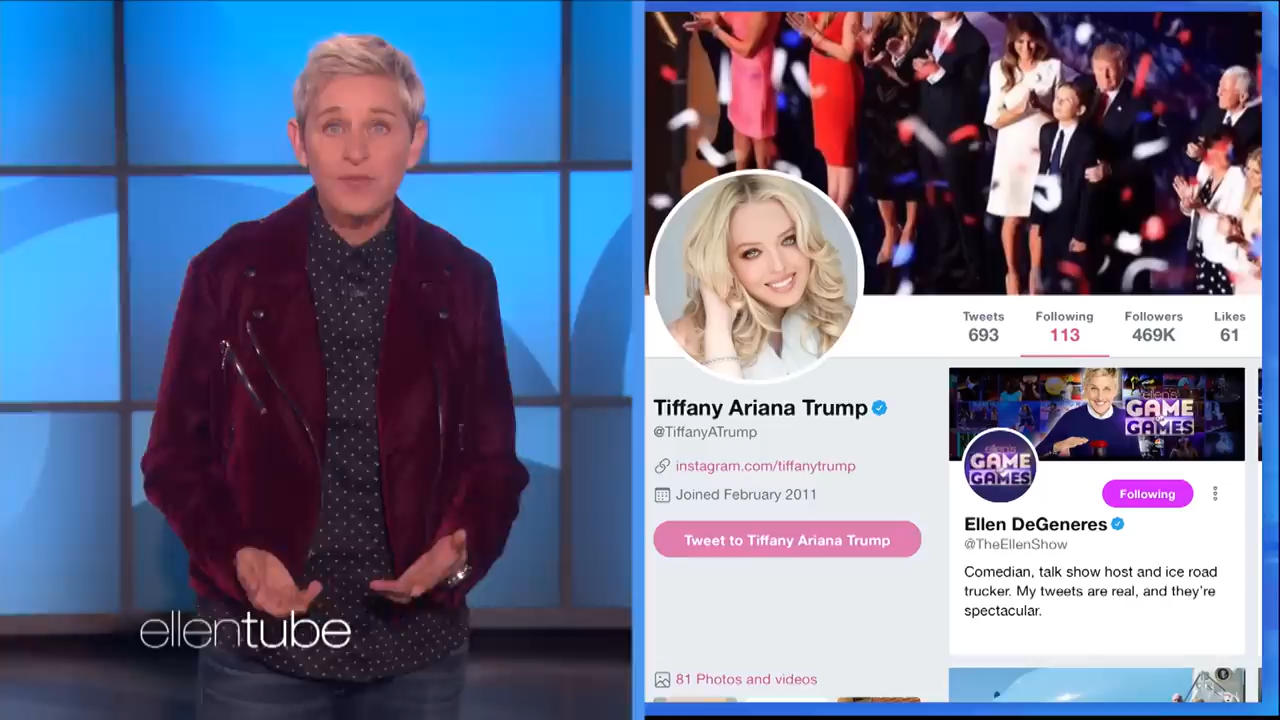 ellentube
Tweets Following Followers Likes
693 113 469K 61
Tiffany Ariana Trump
@TiffanyATrump
instagram.com/tiffanytrump
Joined February 2011
Tweet to Tiffany Ariana Trump
81 Photos and videos
ellen's
GAME
GAMES
ellen's
GAME
GAMES
Following
Ellen DeGeneres
@TheEllenShow
Comedian, talk show host and ice road
trucker. My tweets are real, and they're
spectacular.